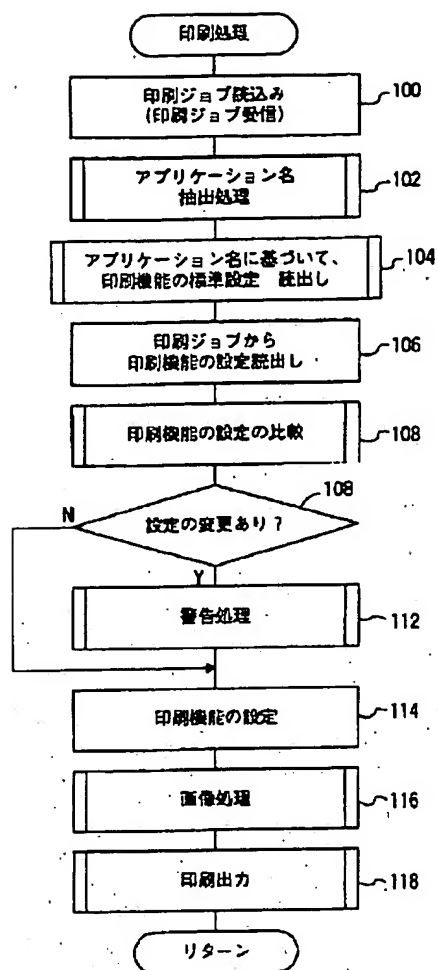 印刷処理
印刷ジョブ読込み
(印刷ジョブ受信)
100
アプリケーション名
抽出処理
102
アプリケーション名に基づいて、
印刷機能の標準設定 読出し
104
印刷ジョブから
印刷機能の設定読出し
106
印刷機能の設定の比較
108
108
N
設定の変更あり?
Y
警告処理
112
印刷機能の設定
114
画像処理
116
印刷出力
118
リターン